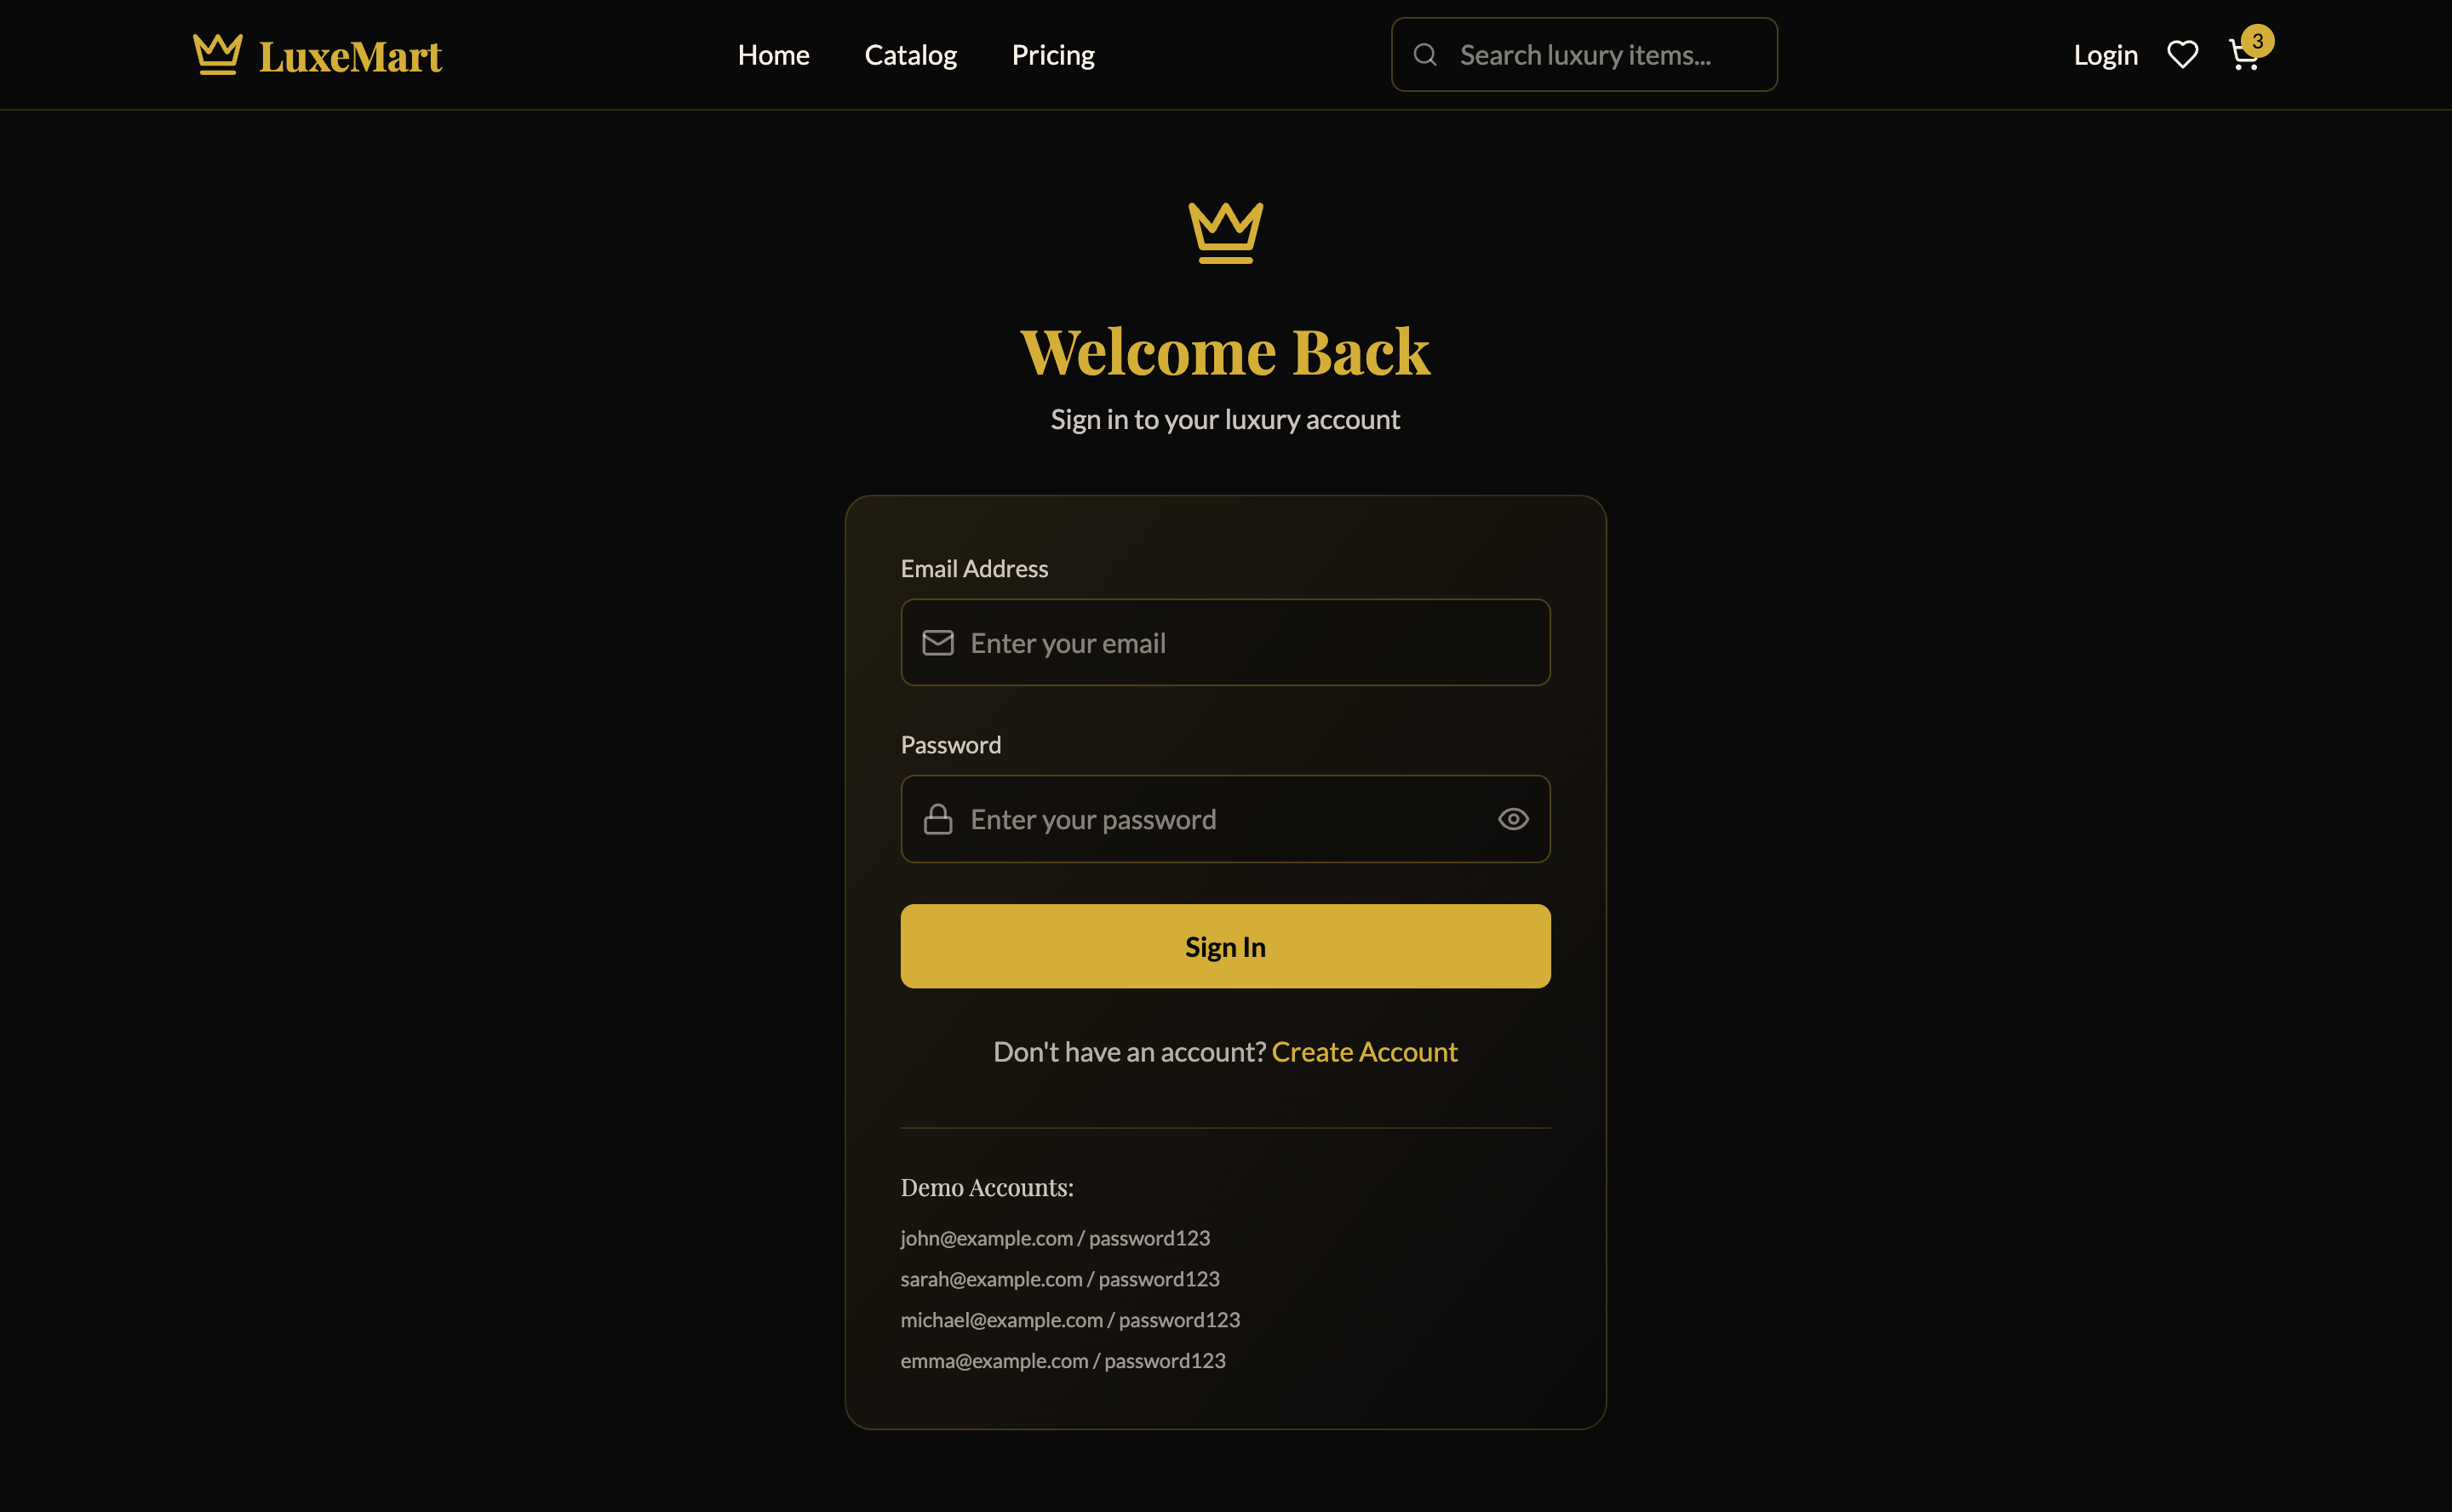 LuxeMart
Home
Catalog
Pricing
Search luxury items...
Login
3
Welcome Back
Sign in to your luxury account
Email Address
Enter your email
Password
Enter your password
Sign In
Don't have an account? Create Account
Demo Accounts:
john@example.com / password123
sarah@example.com / password123
michael@example.com / password123
emma@example.com / password123